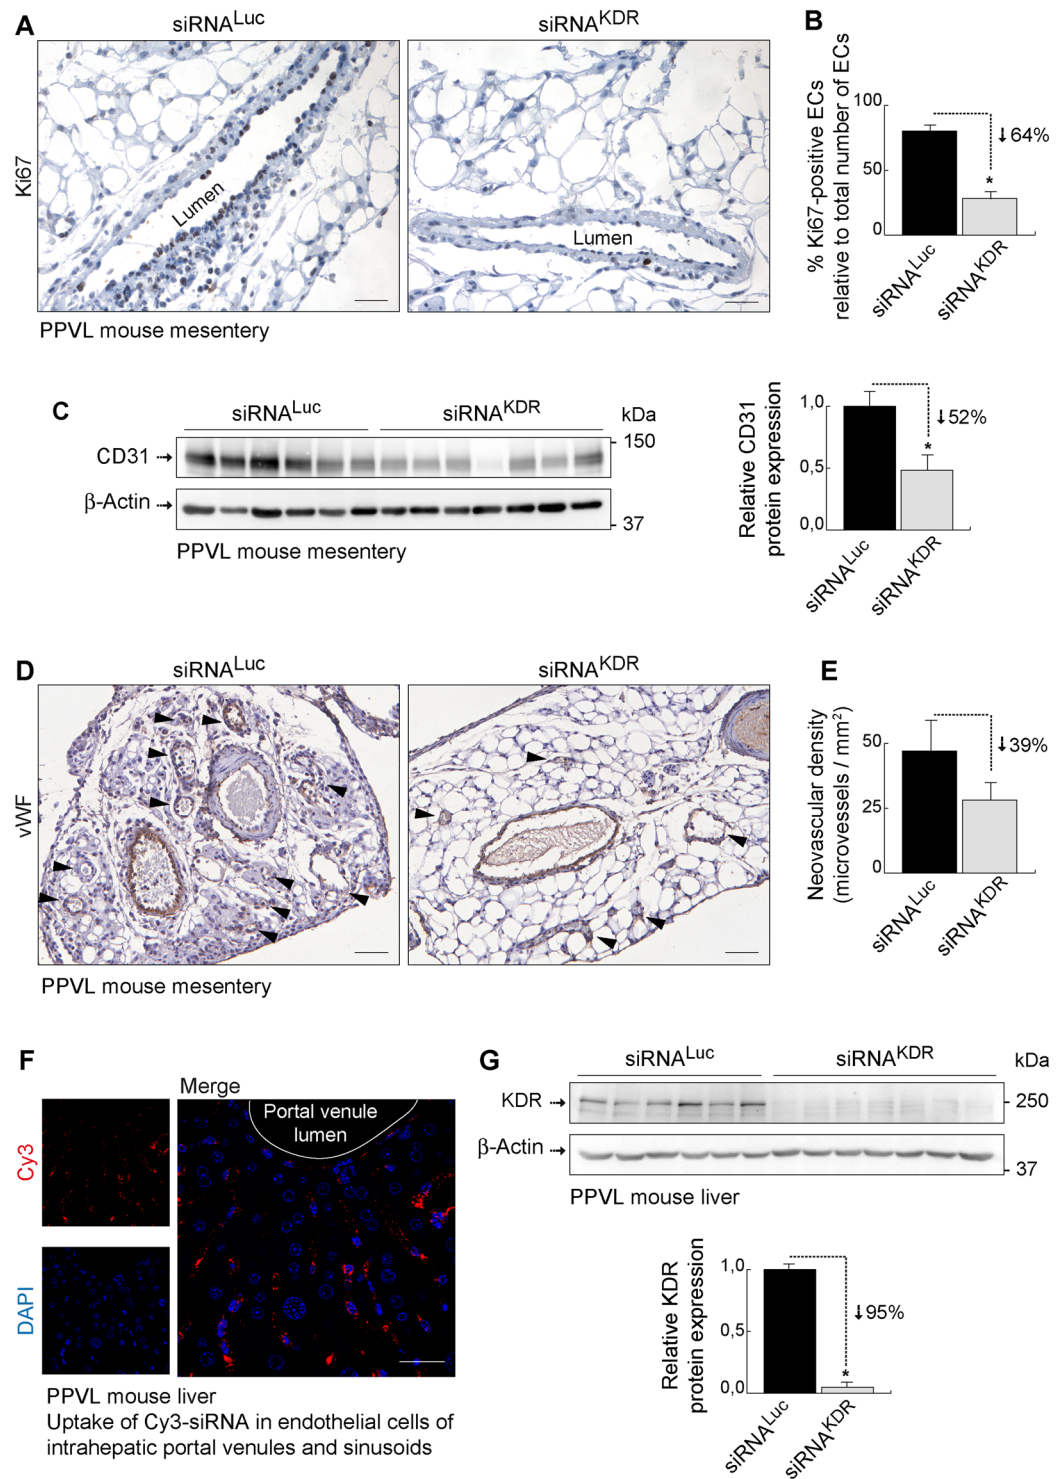 A
siRNALuc
siRNAKDR
Ki67
Lumen
Lumen
PPVL mouse mesentery
B
% Ki67-positive ECs
relative to total number of ECs
100
50
0
↓64%
*
siRNALuc
siRNAKDR
C
siRNALuc
siRNAKDR
kDa
CD31
150
β-Actin
37
PPVL mouse mesentery
Relative CD31
protein expression
1,0
0,5
0,0
↓52%
*
siRNALuc
siRNAKDR
D
siRNALuc
siRNAKDR
vWF
PPVL mouse mesentery
E
Neovascular density
(microvessels / mm2)
50
25
0
↓39%
siRNALuc
siRNAKDR
F
Merge
Cy3
DAPI
Portal venule
lumen
PPVL mouse liver
Uptake of Cy3-siRNA in endothelial cells of
intrahepatic portal venules and sinusoids
G
siRNALuc
siRNAKDR
kDa
KDR
250
β-Actin
37
PPVL mouse liver
Relative KDR
protein expression
1,0
0,5
0,0
↓95%
*
siRNALuc
siRNAKDR